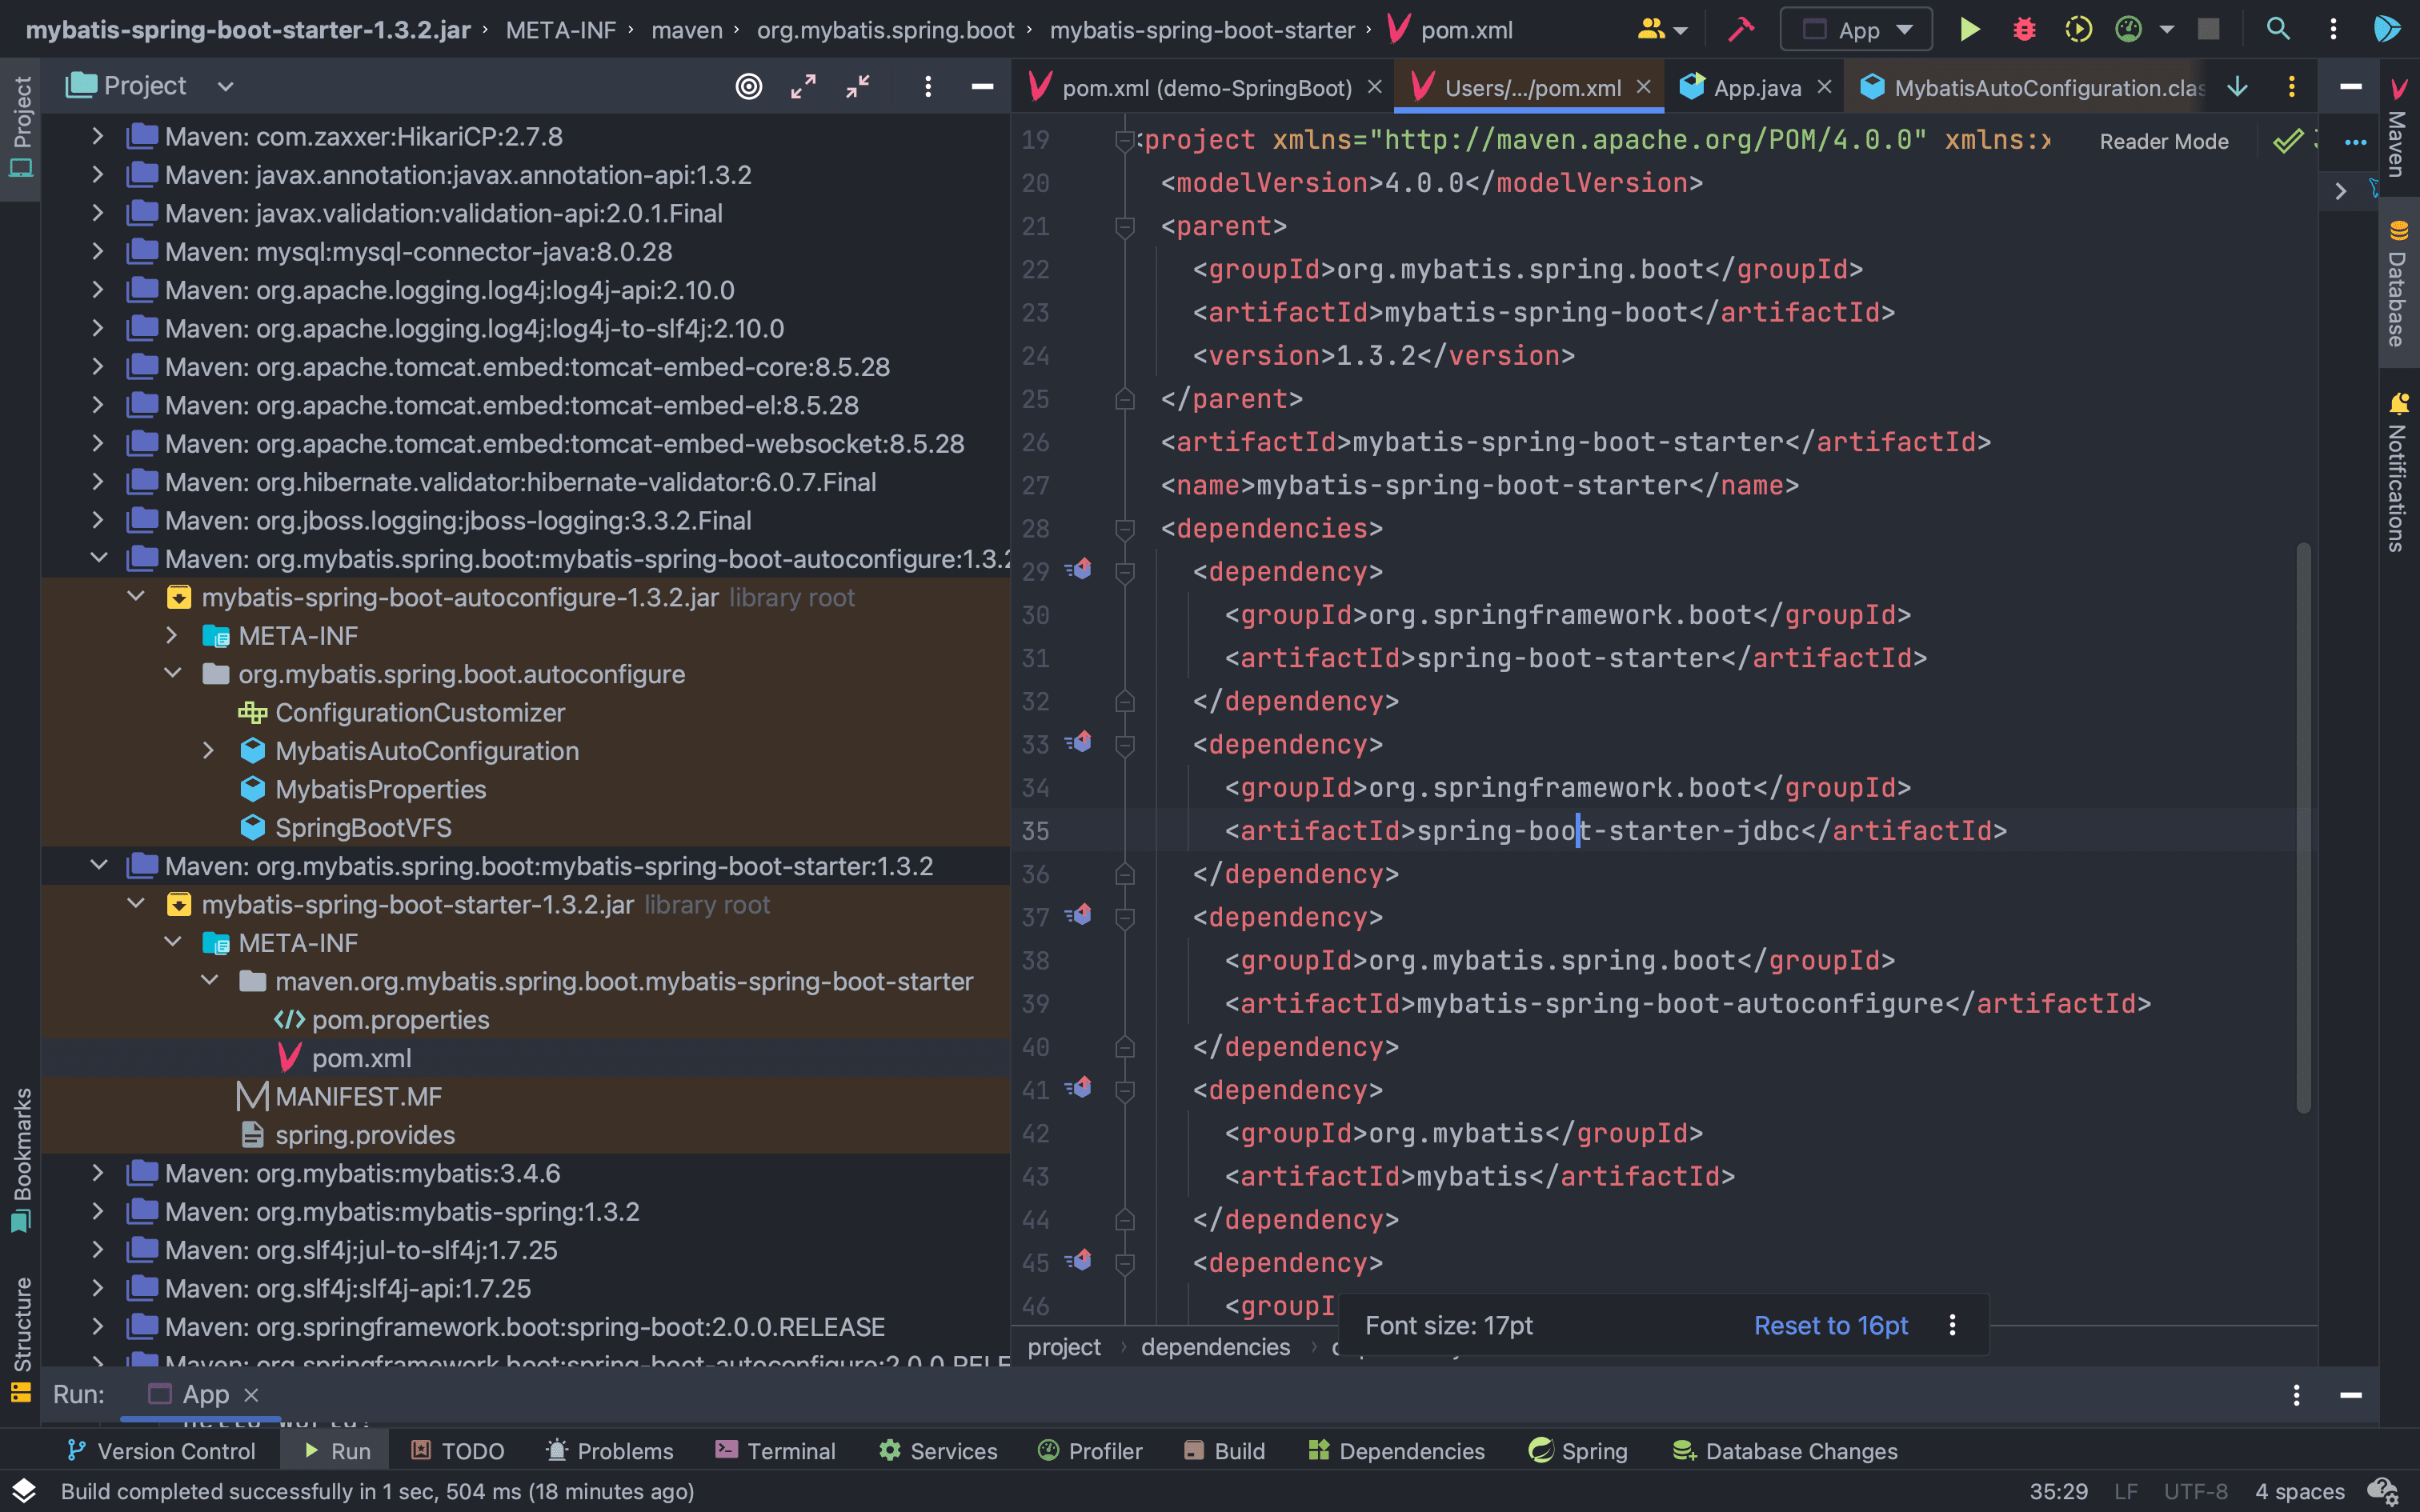 mybatis-spring-boot-starter-1.3.2.jar › META-INF › maven › org.mybatis.spring.boot › mybatis-spring-boot-starter › pom.xml
App
Project
pom.xml (demo-SpringBoot)
Users/.../pom.xml
App.java
MybatisAutoConfiguration.clas
Project
Bookmarks
Structure
Maven: com.zaxxer:HikariCP:2.7.8
Maven: javax.annotation:javax.annotation-api:1.3.2
Maven: javax.validation:validation-api:2.0.1.Final
Maven: mysql:mysql-connector-java:8.0.28
Maven: org.apache.logging.log4j:log4j-api:2.10.0
Maven: org.apache.logging.log4j:log4j-to-slf4j:2.10.0
Maven: org.apache.tomcat.embed:tomcat-embed-core:8.5.28
Maven: org.apache.tomcat.embed:tomcat-embed-el:8.5.28
Maven: org.apache.tomcat.embed:tomcat-embed-websocket:8.5.28
Maven: org.hibernate.validator:hibernate-validator:6.0.7.Final
Maven: org.jboss.logging:jboss-logging:3.3.2.Final
Maven: org.mybatis.spring.boot:mybatis-spring-boot-autoconfigure:1.3.2
mybatis-spring-boot-autoconfigure-1.3.2.jar library root
META-INF
org.mybatis.spring.boot.autoconfigure
ConfigurationCustomizer
MybatisAutoConfiguration
MybatisProperties
SpringBootVFS
Maven: org.mybatis.spring.boot:mybatis-spring-boot-starter:1.3.2
mybatis-spring-boot-starter-1.3.2.jar library root
META-INF
maven.org.mybatis.spring.boot.mybatis-spring-boot-starter
pom.properties
pom.xml
MANIFEST.MF
spring.provides
Maven: org.mybatis:mybatis:3.4.6
Maven: org.mybatis:mybatis-spring:1.3.2
Maven: org.slf4j:jul-to-slf4j:1.7.25
Maven: org.slf4j:slf4j-api:1.7.25
Maven: org.springframework.boot:spring-boot:2.0.0.RELEASE
Maven: org.springframework.boot:spring-boot-autoconfigure:2.0.0.RELE
19 <project xmlns="http://maven.apache.org/POM/4.0.0" xmlns:x
Reader Mode
20 <modelVersion>4.0.0</modelVersion>
21 <parent>
22 <groupId>org.mybatis.spring.boot</groupId>
23 <artifactId>mybatis-spring-boot</artifactId>
24 <version>1.3.2</version>
25 </parent>
26 <artifactId>mybatis-spring-boot-starter</artifactId>
27 <name>mybatis-spring-boot-starter</name>
28 <dependencies>
29 <dependency>
30 <groupId>org.springframework.boot</groupId>
31 <artifactId>spring-boot-starter</artifactId>
32 </dependency>
33 <dependency>
34 <groupId>org.springframework.boot</groupId>
35 <artifactId>spring-boot-starter-jdbc</artifactId>
36 </dependency>
37 <dependency>
38 <groupId>org.mybatis.spring.boot</groupId>
39 <artifactId>mybatis-spring-boot-autoconfigure</artifactId>
40 </dependency>
41 <dependency>
42 <groupId>org.mybatis</groupId>
43 <artifactId>mybatis</artifactId>
44 </dependency>
45 <dependency>
46 <groupI
Font size: 17pt
Reset to 16pt
project › dependencies ›
Maven
Database
Notifications
Run: App
Version Control
Run
TODO
Problems
Terminal
Services
Profiler
Build
Dependencies
Spring
Database Changes
Build completed successfully in 1 sec, 504 ms (18 minutes ago)
35:29 LF UTF-8 4 spaces